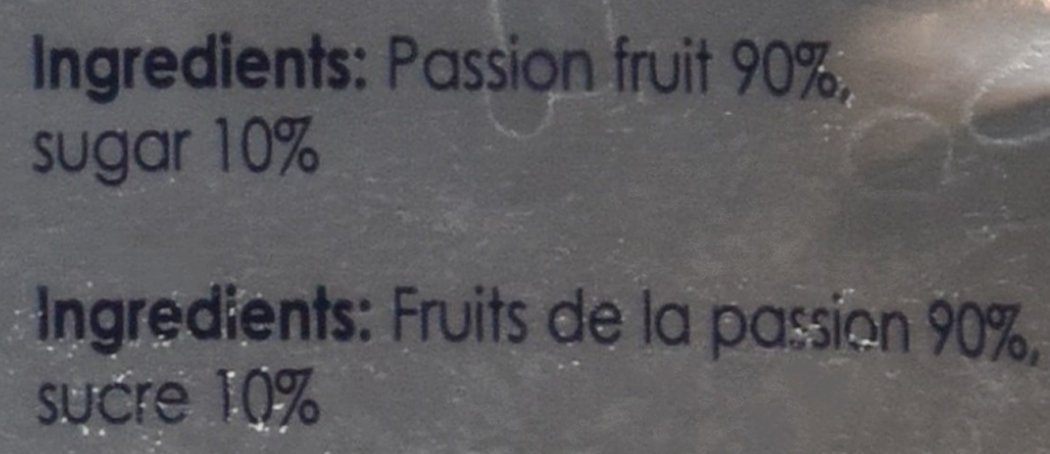 Ingredients: Passion fruit 90%,
sugar 10%
Ingredients: Fruits de la passion 90%,
sucre 10%